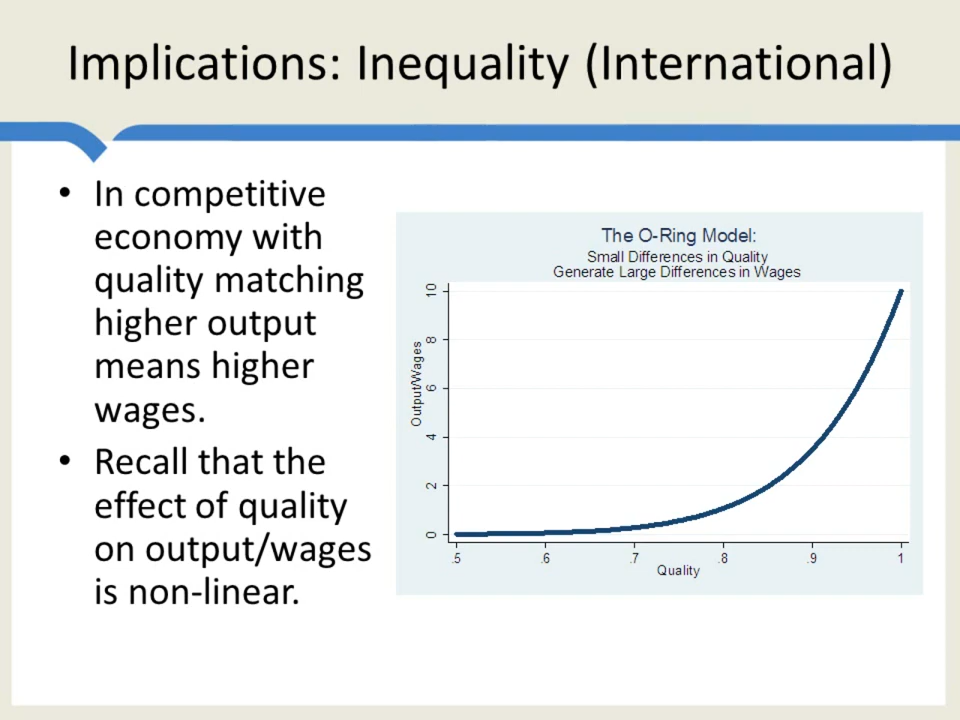 Implications: Inequality (International)
• In competitive
economy with
quality matching
higher output
means higher
wages.
• Recall that the
effect of quality
on output/wages
is non-linear.
The O-Ring Model:
Small Differences in Quality
Generate Large Differences in Wages
Output/Wages
10
8
6
4
2
0
.5 .6 .7 .8 .9 1
Quality